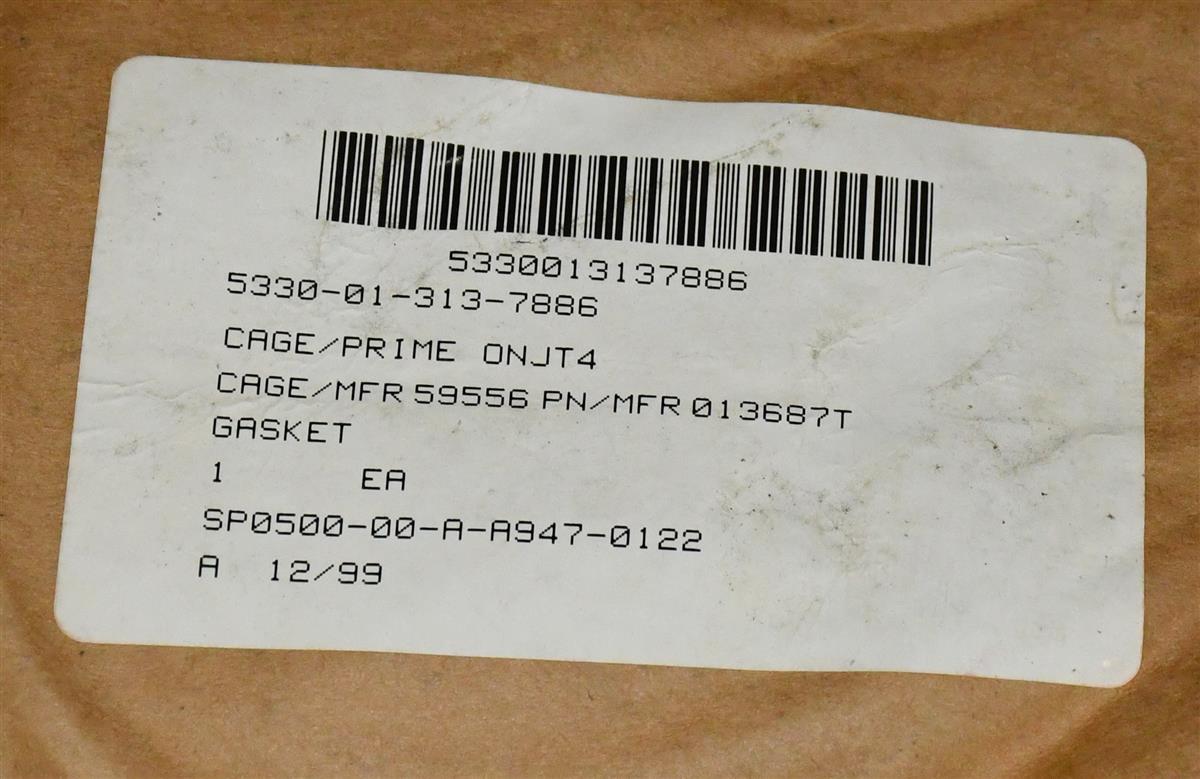 5330013137886
5330-01-313-7886
CAGE/PRIME 0NJT4
CAGE/MFR 59556 PN/MFR 013687T
GASKET
1 EA
SP0500-00-A-A947-0122
A 12/99